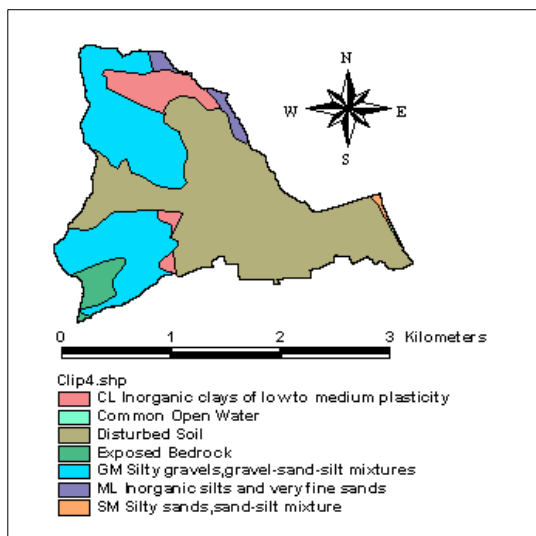 N
W E
S
0 1 2 3 Kilometers
Clip4.shp
CL Inorganic clays of low to medium plasticity
Common Open Water
Disturbed Soil
Exposed Bedrock
GM Silty gravels,gravel-sand-silt mixtures
ML Inorganic silts and very fine sands
SM Silty sands,sand-silt mixture